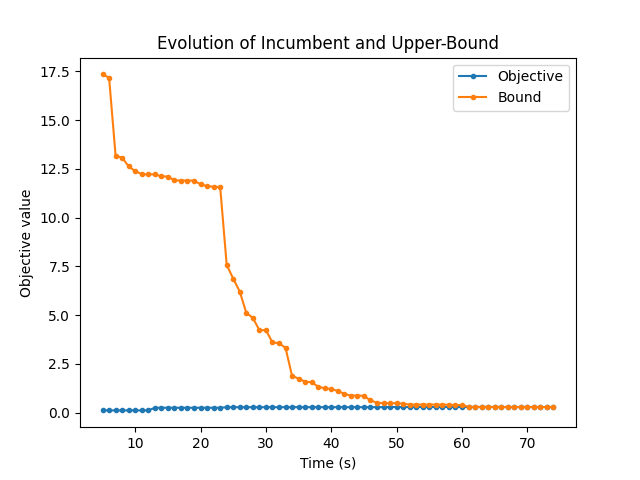 Evolution of Incumbent and Upper-Bound
Objective
Bound
17.5
15.0
12.5
10.0
7.5
5.0
2.5
0.0
Objective value
10 20 30 40 50 60 70
Time (s)